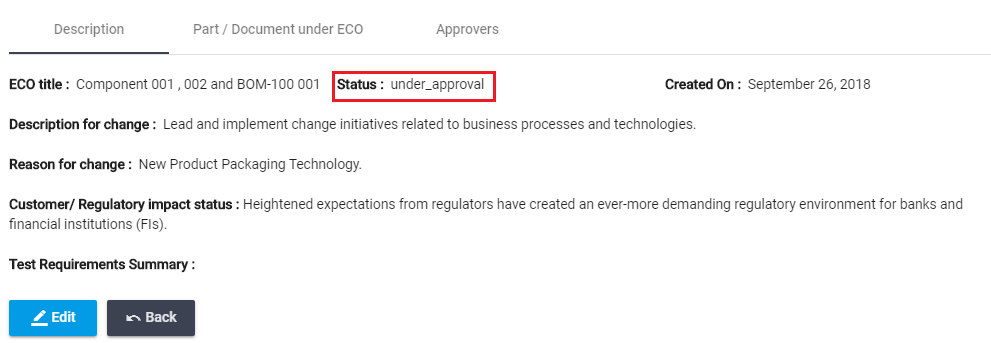 Description Part / Document under ECO Approvers
ECO title : Component 001 , 002 and BOM-100 001 Status : under_approval Created On : September 26, 2018
Description for change : Lead and implement change initiatives related to business processes and technologies.
Reason for change : New Product Packaging Technology.
Customer/ Regulatory impact status : Heightened expectations from regulators have created an ever-more demanding regulatory environment for banks and
financial institutions (FIs).
Test Requirements Summary :
Edit Back